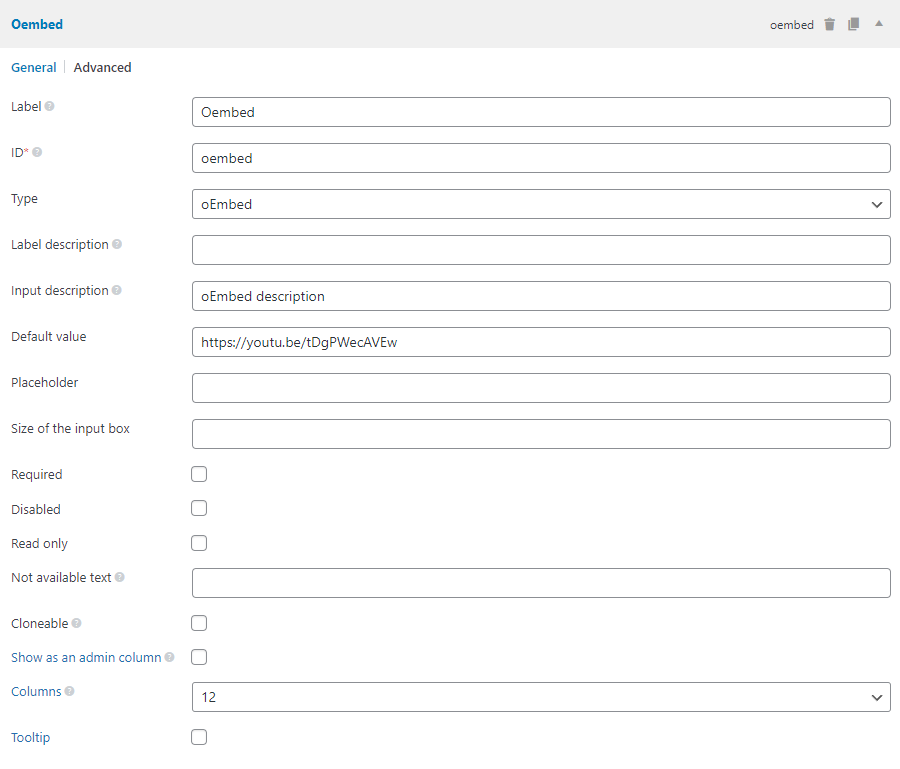 Oembed oembed
General Advanced
Label Oembed
ID* oembed
Type oEmbed
Label description
Input description oEmbed description
Default value https://youtu.be/tDgPWecAVEw
Placeholder
Size of the input box
Required
Disabled
Read only
Not available text
Cloneable
Show as an admin column
Columns 12
Tooltip